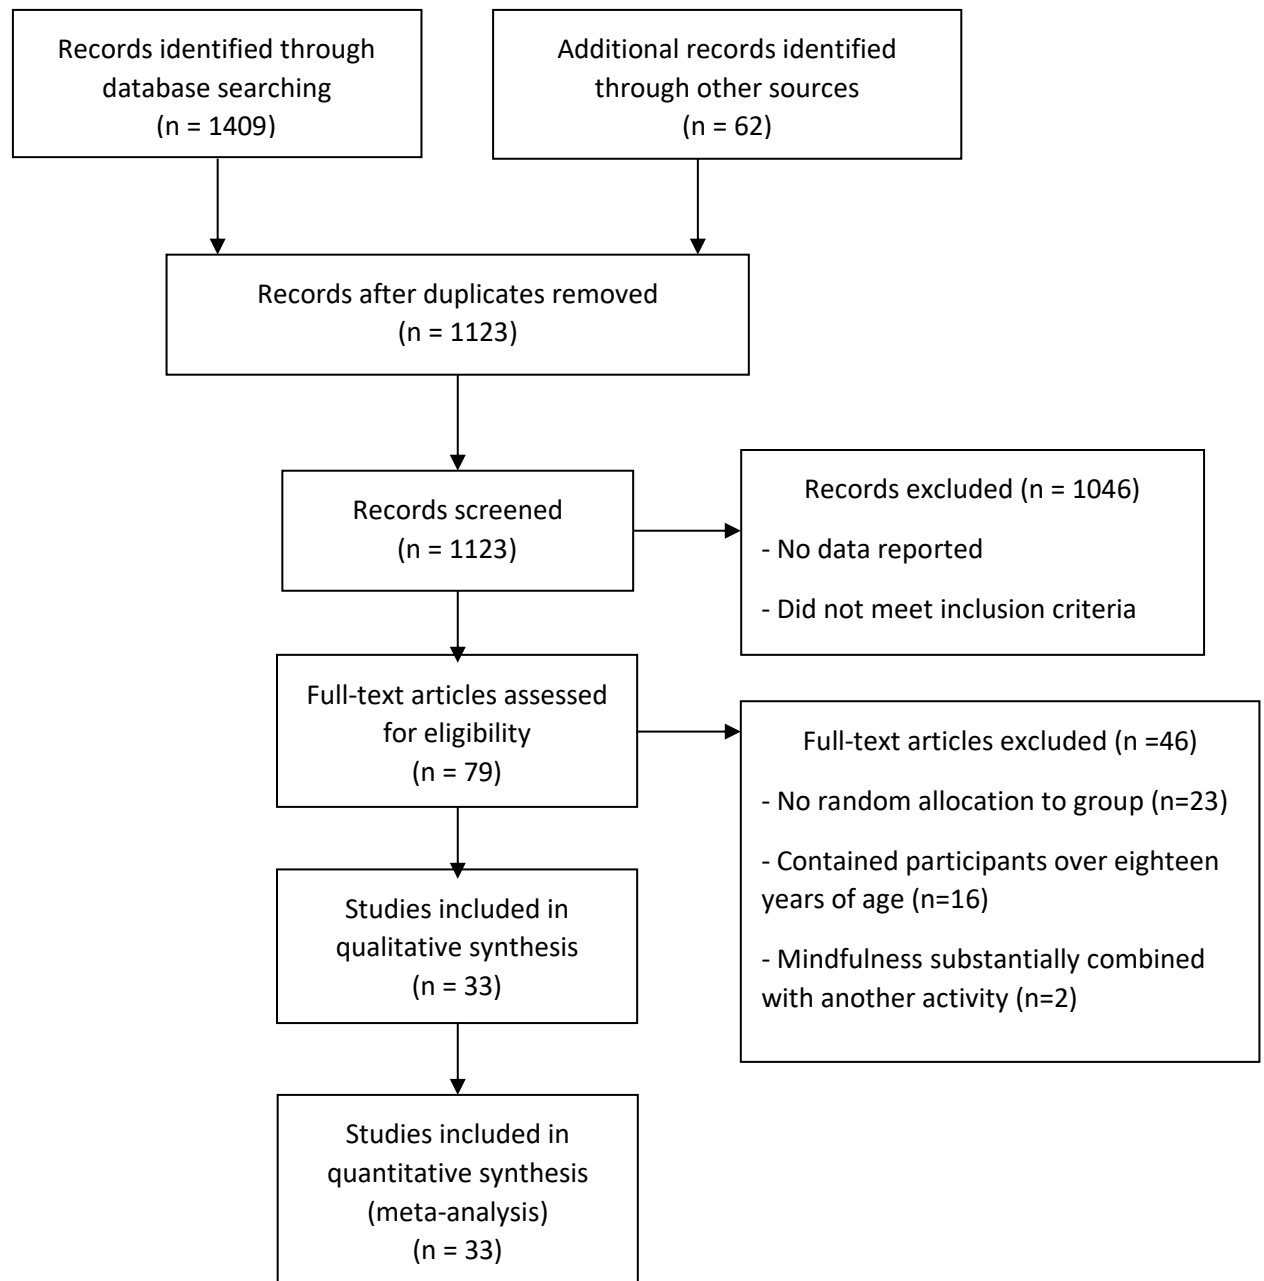 Records identified through
database searching
(n = 1409)
Additional records identified
through other sources
(n = 62)
Records after duplicates removed
(n = 1123)
Records screened
(n = 1123)
Records excluded (n = 1046)
- No data reported
- Did not meet inclusion criteria
Full-text articles assessed
for eligibility
(n = 79)
Full-text articles excluded (n =46)
- No random allocation to group (n=23)
- Contained participants over eighteen
years of age (n=16)
- Mindfulness substantially combined
with another activity (n=2)
Studies included in
qualitative synthesis
(n = 33)
Studies included in
quantitative synthesis
(meta-analysis)
(n = 33)